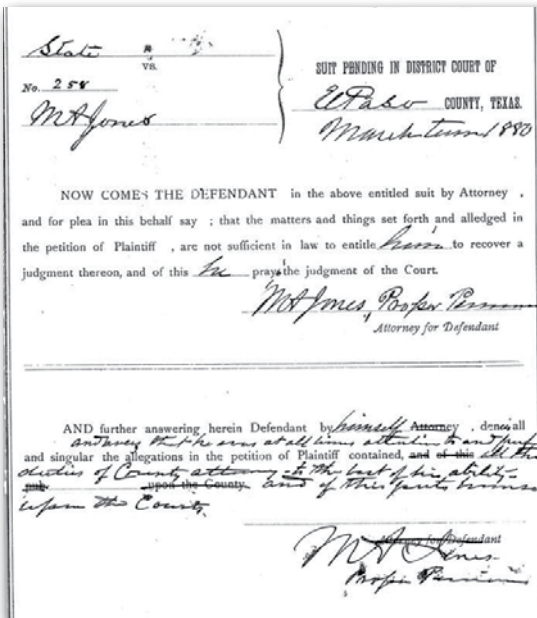 State
vs.
No. 254
M A Jones
SUIT PENDING IN DISTRICT COURT OF
El Paso COUNTY, TEXAS.
March term 1880
NOW COMES THE DEFENDANT in the above entitled suit by Attorney ,
and for plea in this behalf say ; that the matters and things set forth and alledged in
the petition of Plaintiff , are not sufficient in law to entitle him to recover a
judgment thereon, and of this he prays the judgment of the Court.
M A Jones, Proper Person
Attorney for Defendant
AND further answering herein Defendant by himself Attorney , denies all
and avers that he was at all times attentive to and
and singular the allegations in the petition of Plaintiff contained, and of this all the
duties of County attorney to the best of his ability
upon the County. and of this puts himself
upon the County
Attorney for Defendant
M A Jones
Proper Person